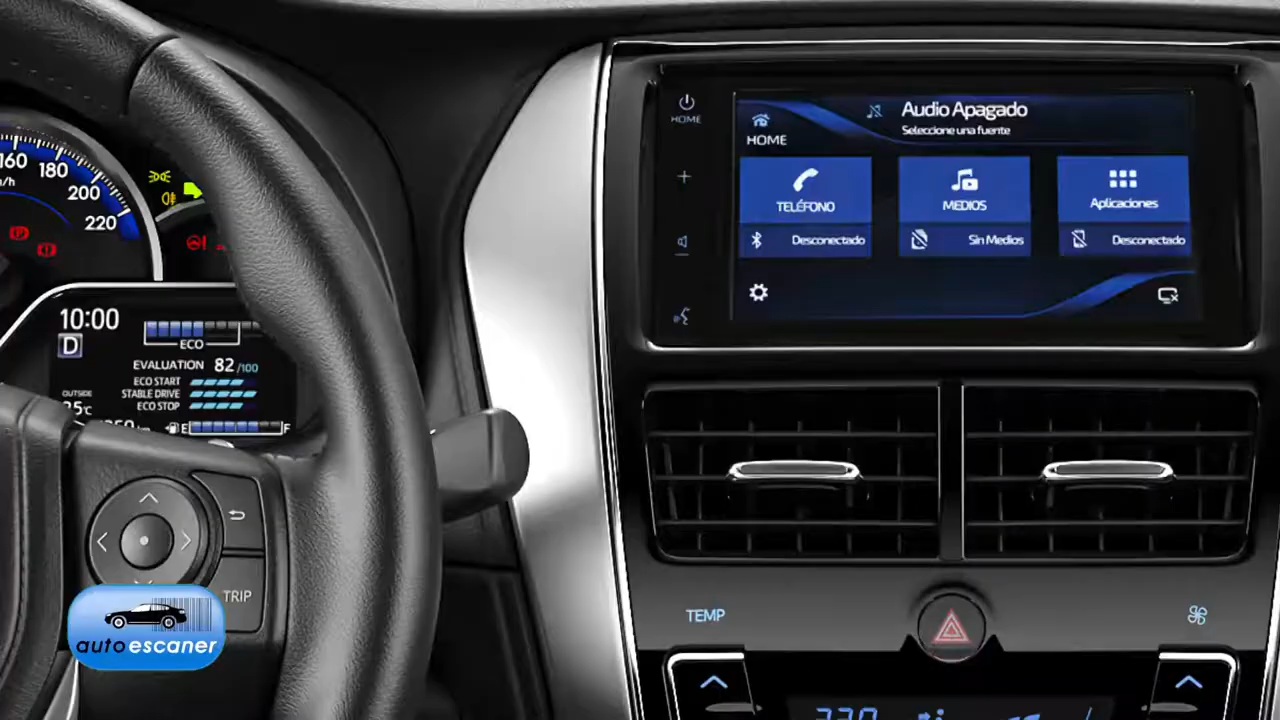 160
180
200
220
HOME
HOME
Audio Apagado
Seleccione una fuente
TELÉFONO
MEDIOS
Aplicaciones
Desconectado
Sin Medios
Desconectado
10:00
D
ECO
EVALUATION 82/100
ECO START
STABLE DRIVE
ECO STOP
OUTSIDE
E
F
TRIP
TEMP
autoescaner